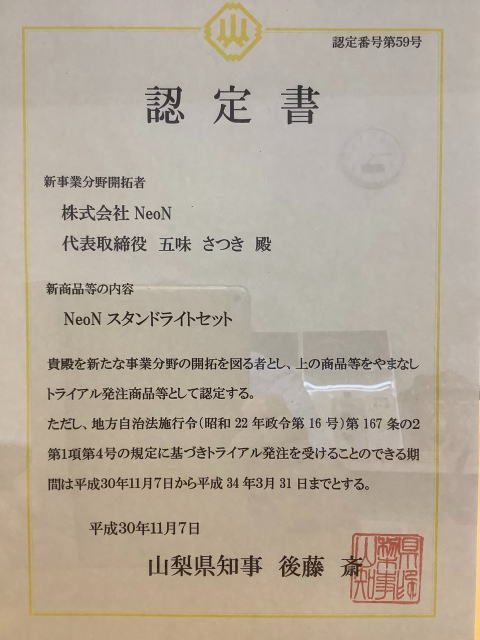 認定番号第59号
認定書
新事業分野開拓者
株式会社 NeoN
代表取締役 五味 さつき 殿
新商品等の内容
NeoN スタンドライトセット
貴殿を新たな事業分野の開拓を図る者とし、上の商品等をやまなし
トライアル発注商品等として認定する。
ただし、地方自治法施行令(昭和 22 年政令第 16 号)第 167 条の2
第1項第4号の規定に基づきトライアル発注を受けることのできる期
間は平成30年11月7日から平成 34 年3月 31 日までとする。
平成30年11月7日
山梨県知事 後藤 斎